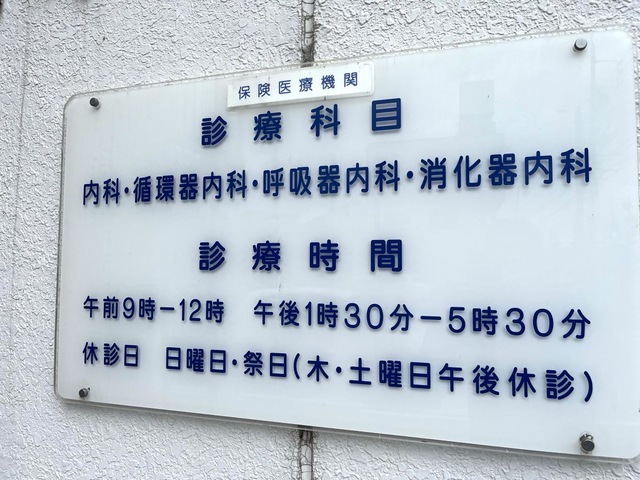 保険医療機関
診療科目
内科・循環器内科・呼吸器内科・消化器内科
診療時間
午前9時－12時　午後1時30分－5時30分
休診日　日曜日・祭日(木・土曜日午後休診)